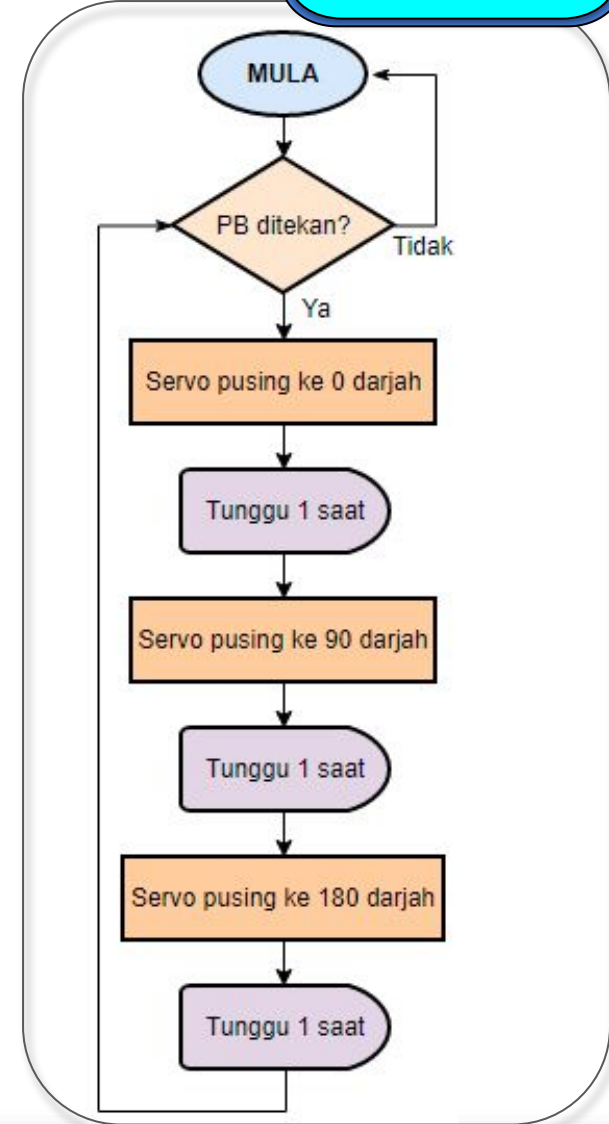 MULA
PB ditekan?
Tidak
Ya
Servo pusing ke 0 darjah
Tunggu 1 saat
Servo pusing ke 90 darjah
Tunggu 1 saat
Servo pusing ke 180 darjah
Tunggu 1 saat